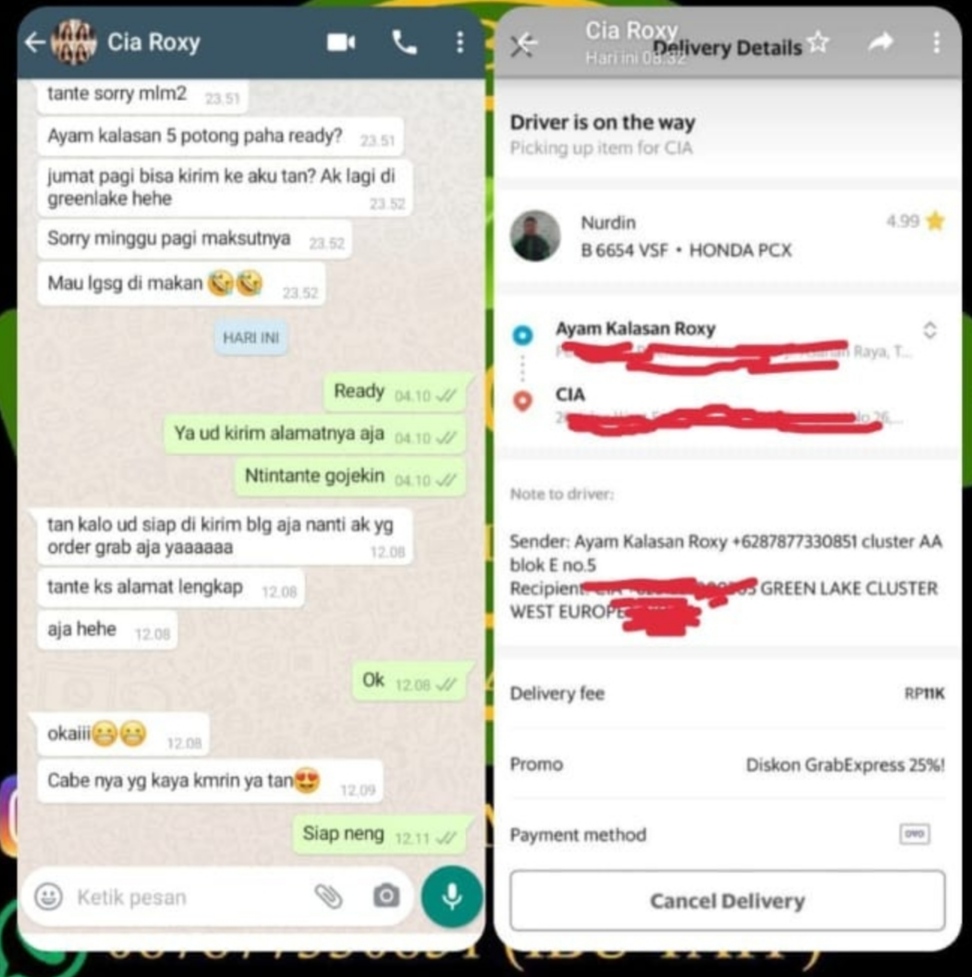 Cia Roxy
tante sorry mlm2 23.51
Ayam kalasan 5 potong paha ready? 23.51
jumat pagi bisa kirim ke aku tan? Ak lagi di
greenlake hehe 23.52
Sorry minggu pagi maksutnya 23.52
Mau lgsg di makan 🤣🤣 23.52
HARI INI
Ready 04.10
Ya ud kirim alamatnya aja 04.10
Ntintante gojekin 04.10
tan kalo ud siap di kirim blg aja nanti ak yg
order grab aja yaaaaaa 12.08
tante ks alamat lengkap 12.08
aja hehe 12.08
Ok 12.08
okaiii😬😬 12.08
Cabe nya yg kaya kmrin ya tan😍 12.09
Siap neng 12.11
Ketik pesan
Cia Roxy
Hari ini 08.32
Delivery Details
Driver is on the way
Picking up item for CIA
Nurdin 4.99
B 6654 VSF • HONDA PCX
Ayam Kalasan Roxy
Raya, T...
CIA
No 26,...
Note to driver:
Sender: Ayam Kalasan Roxy +6287877330851 cluster AA
blok E no.5
Recipient: GREEN LAKE CLUSTER
WEST EUROPE
Delivery fee RP11K
Promo Diskon GrabExpress 25%!
Payment method OVO
Cancel Delivery